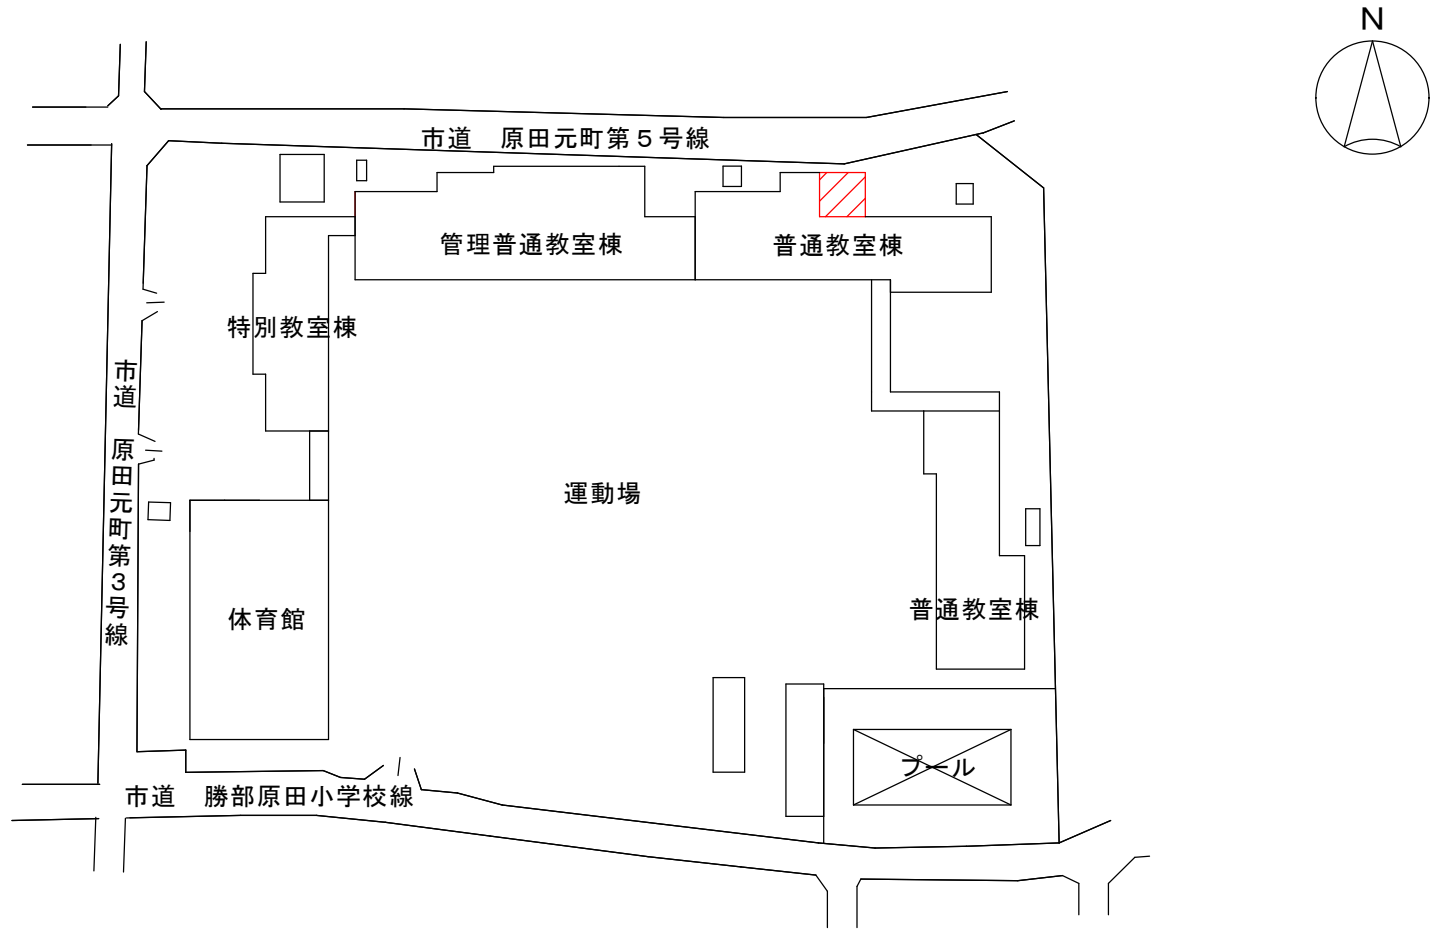 N
市道　原田元町第５号線
管理普通教室棟
普通教室棟
特別教室棟
市道　原田元町第３号線
運動場
体育館
普通教室棟
プール
市道　勝部原田小学校線